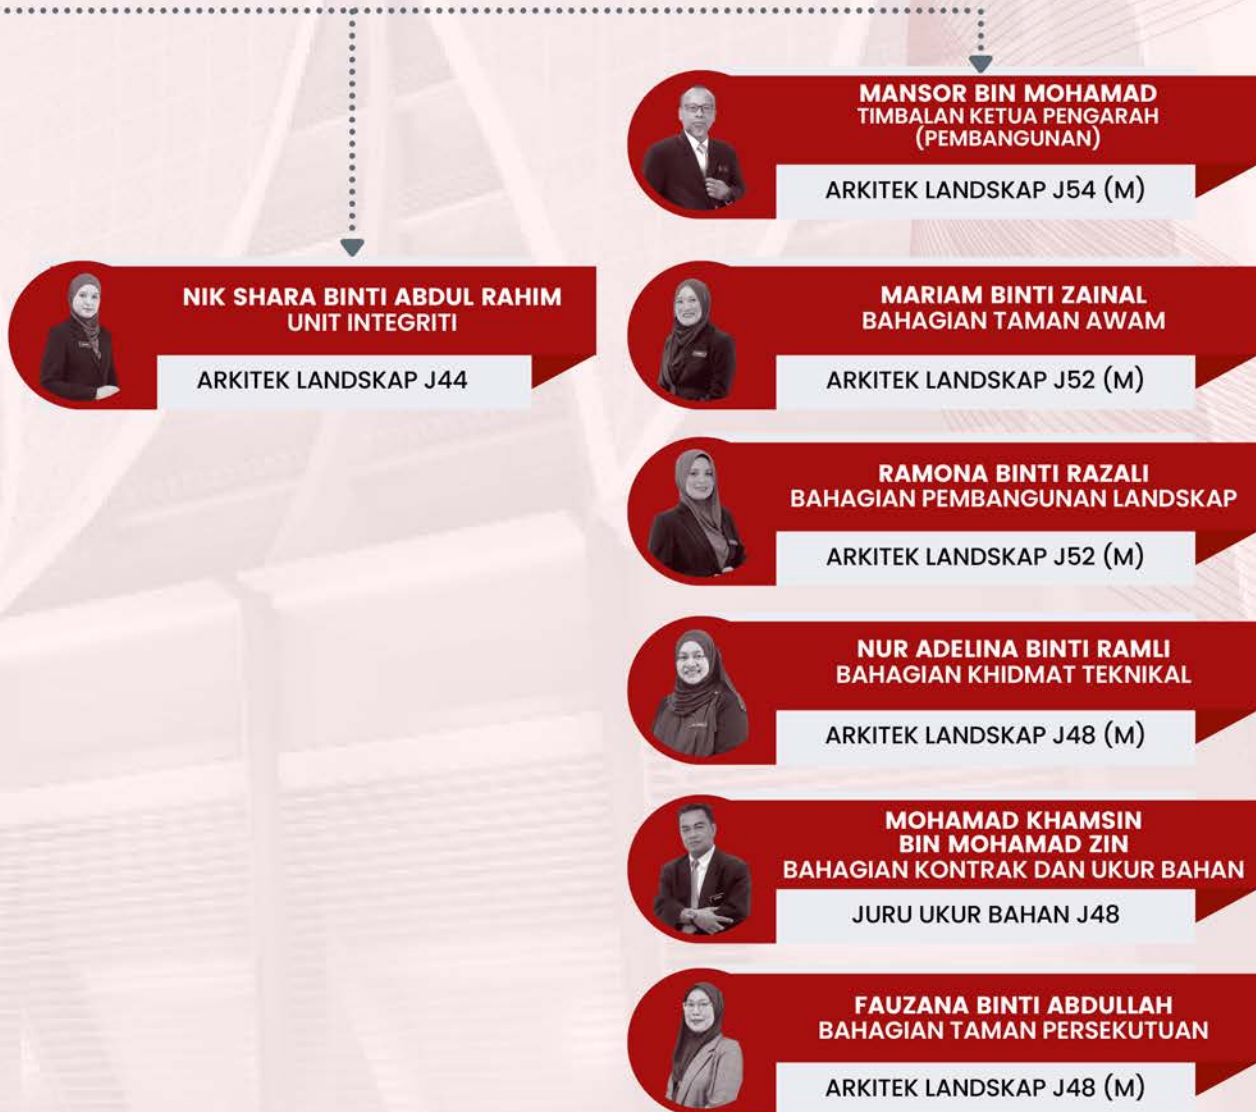 MANSOR BIN MOHAMAD
TIMBALAN KETUA PENGARAH
(PEMBANGUNAN)
ARKITEK LANDSKAP J54 (M)
NIK SHARA BINTI ABDUL RAHIM
UNIT INTEGRITI
ARKITEK LANDSKAP J44
MARIAM BINTI ZAINAL
BAHAGIAN TAMAN AWAM
ARKITEK LANDSKAP J52 (M)
RAMONA BINTI RAZALI
BAHAGIAN PEMBANGUNAN LANDSKAP
ARKITEK LANDSKAP J52 (M)
NUR ADELINA BINTI RAMLI
BAHAGIAN KHIDMAT TEKNIKAL
ARKITEK LANDSKAP J48 (M)
MOHAMAD KHAMSIN
BIN MOHAMAD ZIN
BAHAGIAN KONTRAK DAN UKUR BAHAN
JURU UKUR BAHAN J48
FAUZANA BINTI ABDULLAH
BAHAGIAN TAMAN PERSEKUTUAN
ARKITEK LANDSKAP J48 (M)